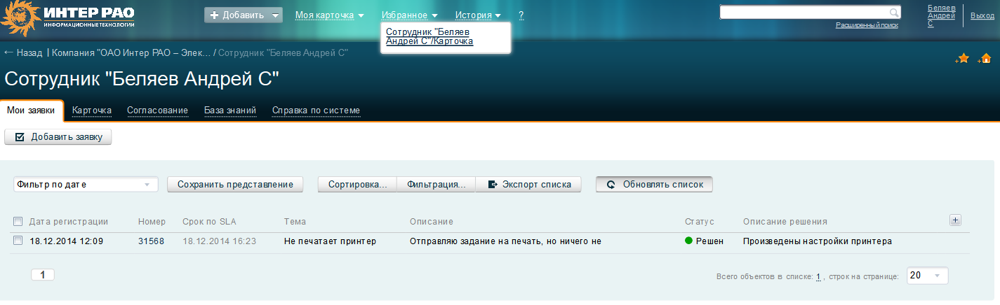 ИНТЕР РАО
ИНФОРМАЦИОННЫЕ ТЕХНОЛОГИИ
Добавить
Моя карточка
Избранное
История
?
Сотрудник "Беляев
Андрей С"/Карточка
Расширенный поиск
Беляев
Андрей
С
Выход
← Назад | Компания "ОАО Интер РАО – Элек... / Сотрудник "Беляев Андрей С"
Сотрудник "Беляев Андрей С"
Мои заявки Карточка Согласование База знаний Справка по системе
Добавить заявку
Фильтр по дате Сохранить представление Сортировка... Фильтрация... Экспорт списка Обновлять список
Дата регистрации Номер Срок по SLA Тема Описание Статус Описание решения
18.12.2014 12:09 31568 18.12.2014 16:23 Не печатает принтер Отправляю задание на печать, но ничего не Решен Произведены настройки принтера
1 Всего объектов в списке: 1 , строк на странице: 20